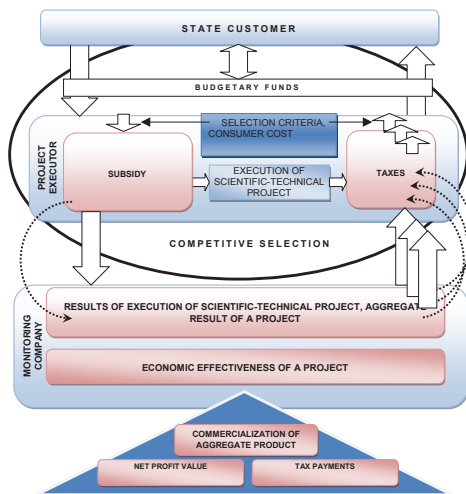 STATE CUSTOMER
BUDGETARY FUNDS
SELECTION CRITERIA,
CONSUMER COST
PROJECT
EXECUTOR
SUBSIDY
EXECUTION OF
SCIENTIFIC-TECHNICAL
PROJECT
TAXES
COMPETITIVE SELECTION
MONITORING
COMPANY
RESULTS OF EXECUTION OF SCIENTIFIC-TECHNICAL PROJECT, AGGREGATE
RESULT OF A PROJECT
ECONOMIC EFFECTIVENESS OF A PROJECT
COMMERCIALIZATION OF
AGGREGATE PRODUCT
NET PROFIT VALUE
TAX PAYMENTS